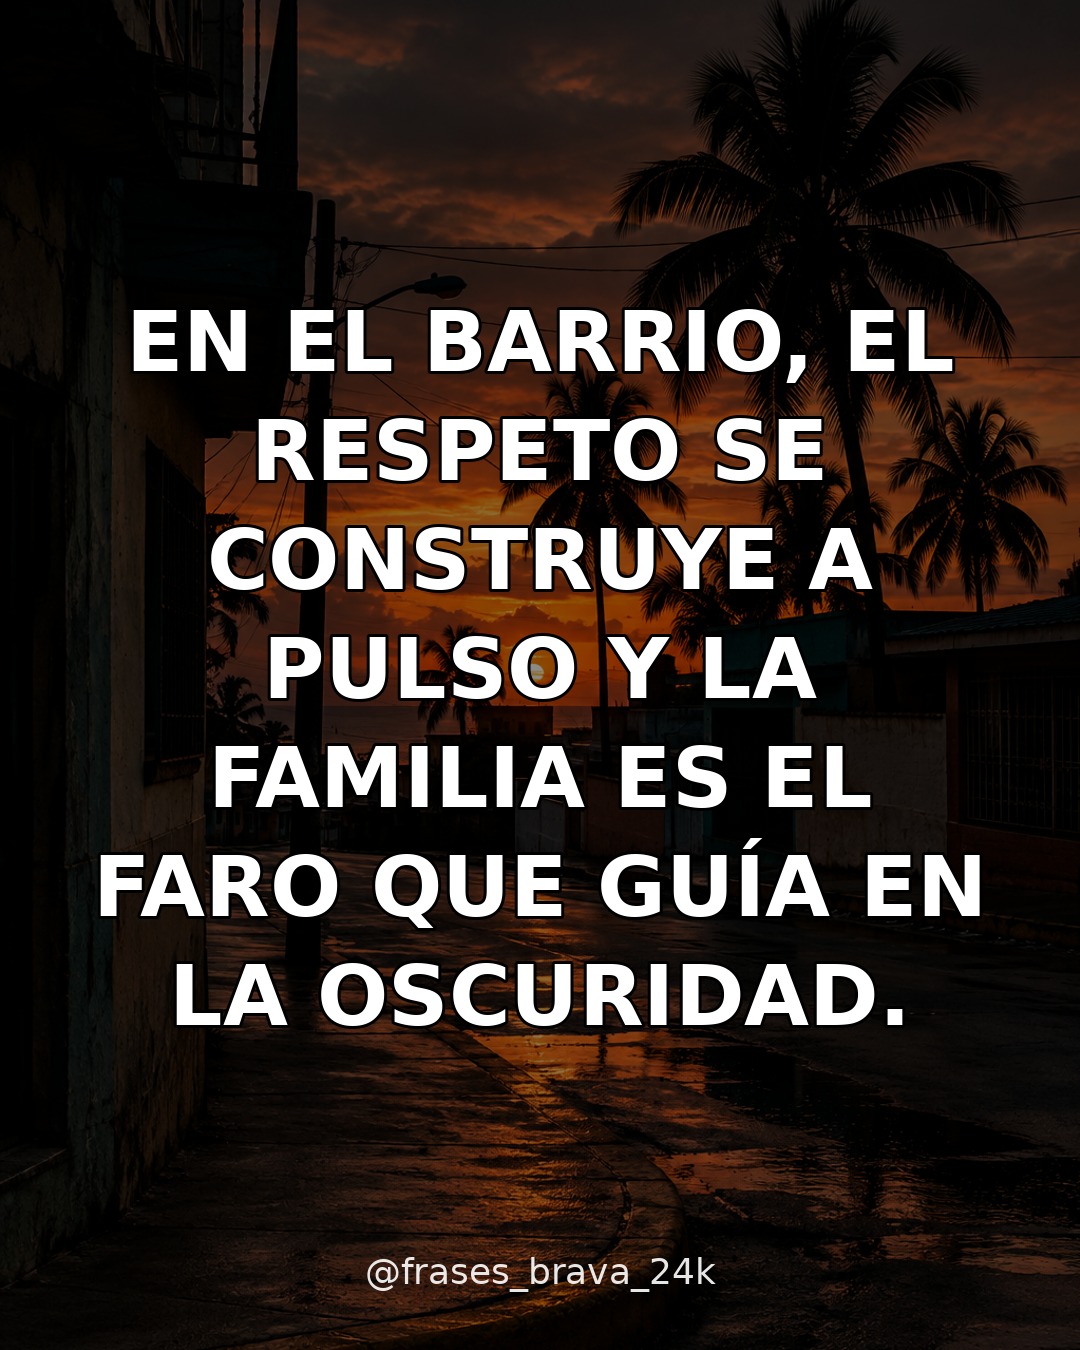 EN EL BARRIO, EL
RESPETO SE
CONSTRUYE A
PULSO Y LA
FAMILIA ES EL
FARO QUE GUÍA EN
LA OSCURIDAD.
@frases_brava_24k